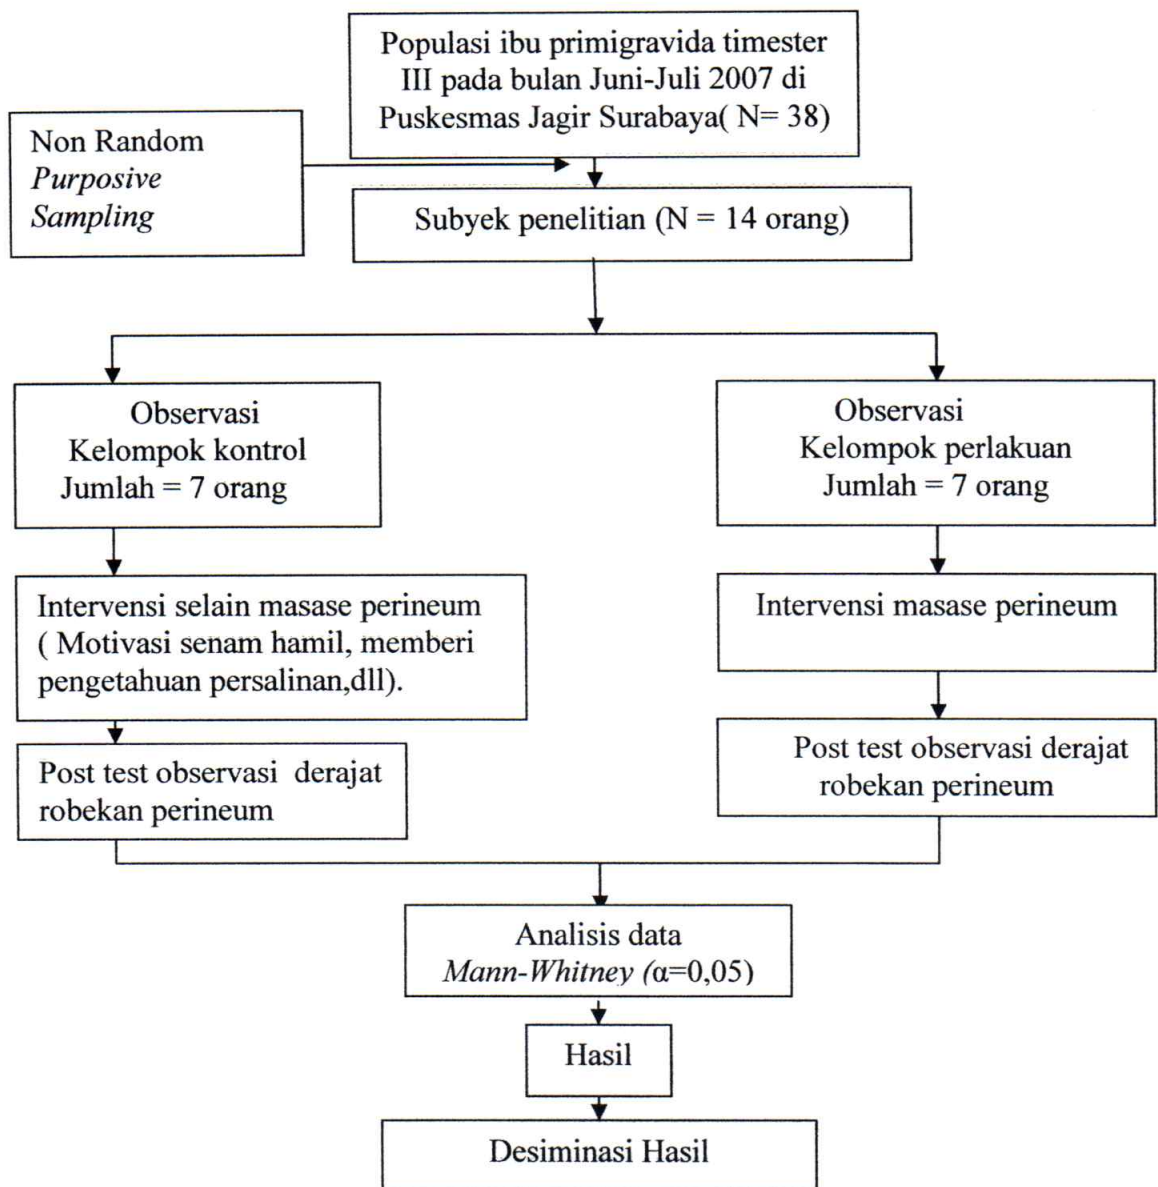 Populasi ibu primigravida timester
III pada bulan Juni-Juli 2007 di
Puskesmas Jagir Surabaya( N= 38)
Non Random
Purposive
Sampling
Subyek penelitian (N = 14 orang)
Observasi
Kelompok kontrol
Jumlah = 7 orang
Observasi
Kelompok perlakuan
Jumlah = 7 orang
Intervensi selain masase perineum
( Motivasi senam hamil, memberi
pengetahuan persalinan,dll).
Intervensi masase perineum
Post test observasi derajat
robekan perineum
Post test observasi derajat
robekan perineum
Analisis data
Mann-Whitney (α=0,05)
Hasil
Desiminasi Hasil